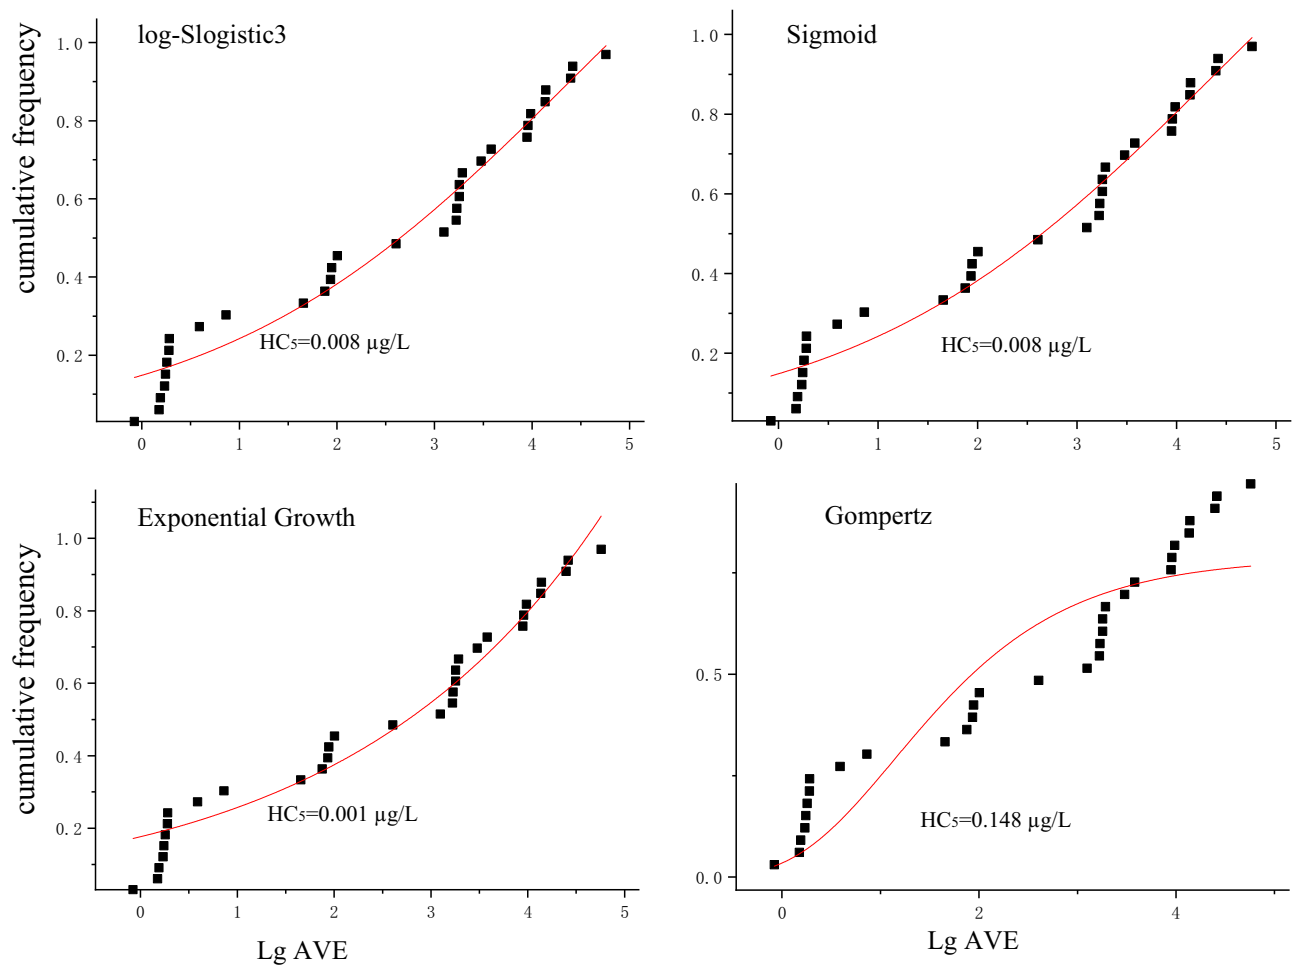 log-Slogistic3
cumulative frequency
1.0
0.8
0.6
0.4
0.2
HC₅=0.008 µg/L
0 1 2 3 4 5
Sigmoid
1.0
0.8
0.6
0.4
0.2
HC₅=0.008 µg/L
0 1 2 3 4 5
Exponential Growth
cumulative frequency
1.0
0.8
0.6
0.4
0.2
HC₅=0.001 µg/L
0 1 2 3 4 5
Lg AVE
Gompertz
0.5
0.0
HC₅=0.148 µg/L
0 2 4
Lg AVE